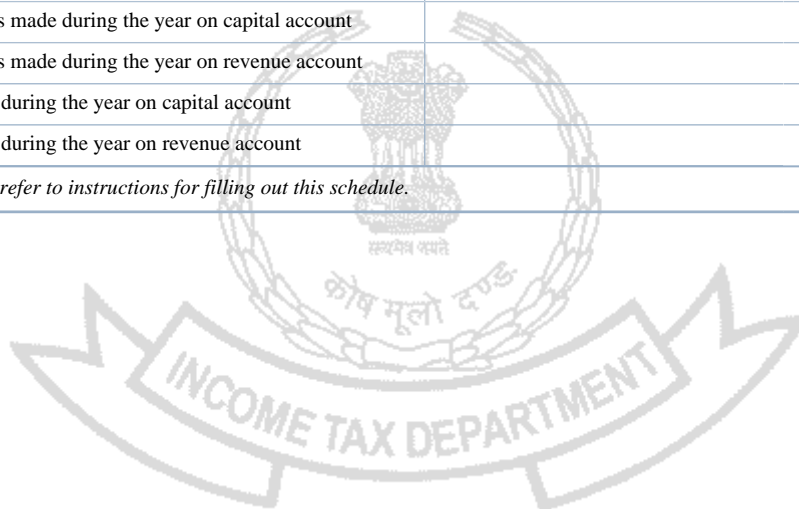 s made during the year on capital account
s made during the year on revenue account
during the year on capital account
during the year on revenue account
refer to instructions for filling out this schedule.
सत्यमेव जयते
कोष मूलो दण्डः
INCOME TAX DEPARTMENT